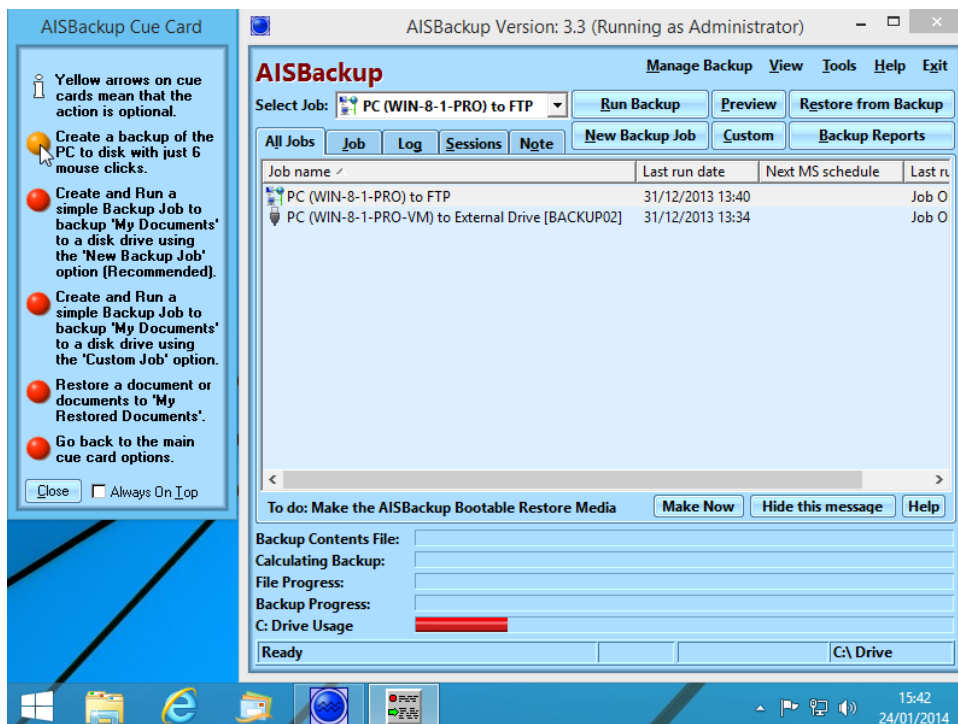 AISBackup Cue Card
Yellow arrows on cue
cards mean that the
action is optional.
Create a backup of the
PC to disk with just 6
mouse clicks.
Create and Run a
simple Backup Job to
backup 'My Documents'
to a disk drive using
the 'New Backup Job'
option (Recommended).
Create and Run a
simple Backup Job to
backup 'My Documents'
to a disk drive using
the 'Custom Job' option.
Restore a document or
documents to 'My
Restored Documents'.
Go back to the main
cue card options.
Close Always On Top
AISBackup Version: 3.3 (Running as Administrator)
AISBackup
Manage Backup View Tools Help Exit
Select Job: PC (WIN-8-1-PRO) to FTP Run Backup Preview Restore from Backup
All Jobs Job Log Sessions Note New Backup Job Custom Backup Reports
Job name Last run date Next MS schedule Last ru
PC (WIN-8-1-PRO) to FTP 31/12/2013 13:40 Job O
PC (WIN-8-1-PRO-VM) to External Drive [BACKUP02] 31/12/2013 13:34 Job O
To do: Make the AISBackup Bootable Restore Media Make Now Hide this message Help
Backup Contents File:
Calculating Backup:
File Progress:
Backup Progress:
C: Drive Usage
Ready C:\ Drive
15:42
24/01/2014